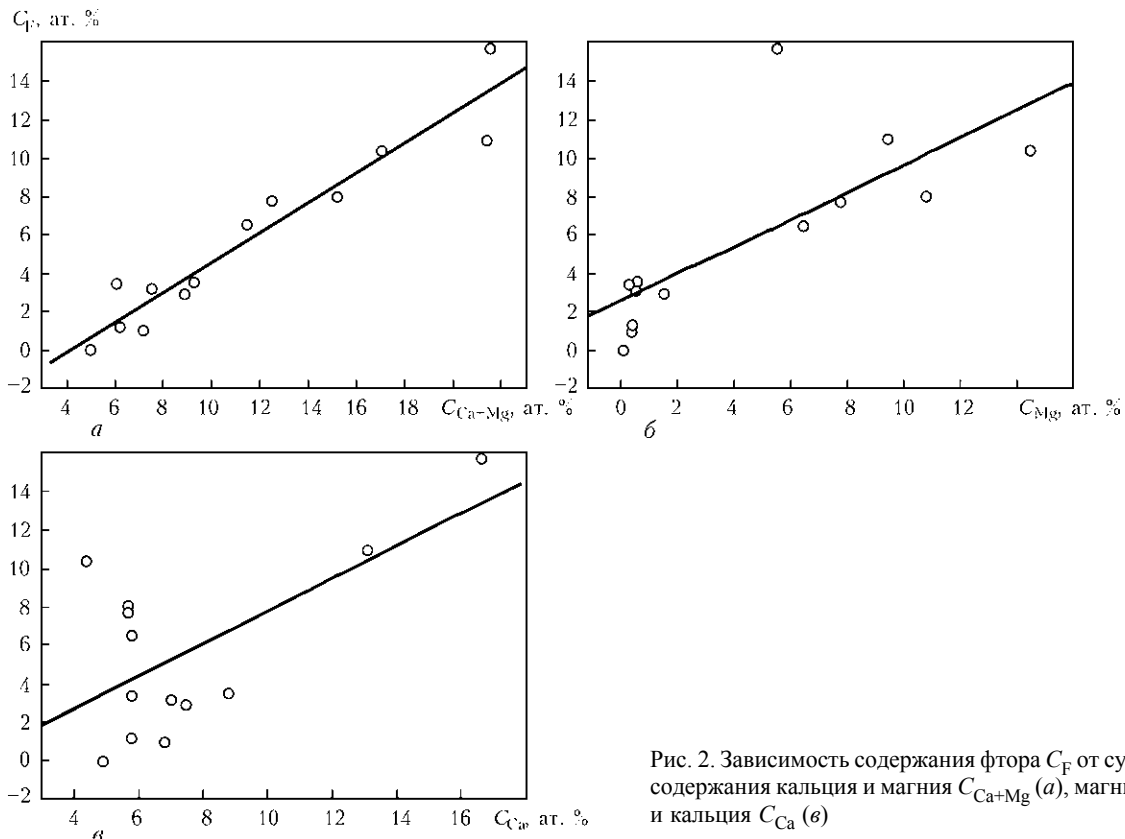 C_F, ат. %
14
12
10
8
6
4
2
0
−2
4 6 8 10 12 14 16 18 C_Ca+Mg, ат. %
а
14
12
10
8
6
4
2
0
−2
0 2 4 6 8 10 12 C_Mg, ат. %
б
14
12
10
8
6
4
2
0
−2
4 6 8 10 12 14 16 C_Ca, ат. %
в
Рис. 2. Зависимость содержания фтора C_F от су
содержания кальция и магния C_Ca+Mg (а), магни
и кальция C_Ca (в)